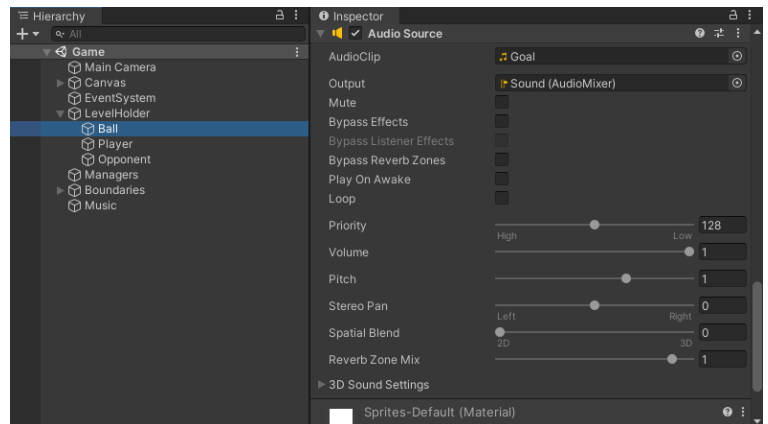 Hierarchy
All
Game
Main Camera
Canvas
EventSystem
LevelHolder
Ball
Player
Opponent
Managers
Boundaries
Music
Inspector
Audio Source
AudioClip Goal
Output Sound (AudioMixer)
Mute
Bypass Effects
Bypass Listener Effects
Bypass Reverb Zones
Play On Awake
Loop
Priority 128
High Low
Volume 1
Pitch 1
Stereo Pan 0
Left Right
Spatial Blend 0
2D 3D
Reverb Zone Mix 1
3D Sound Settings
Sprites-Default (Material)